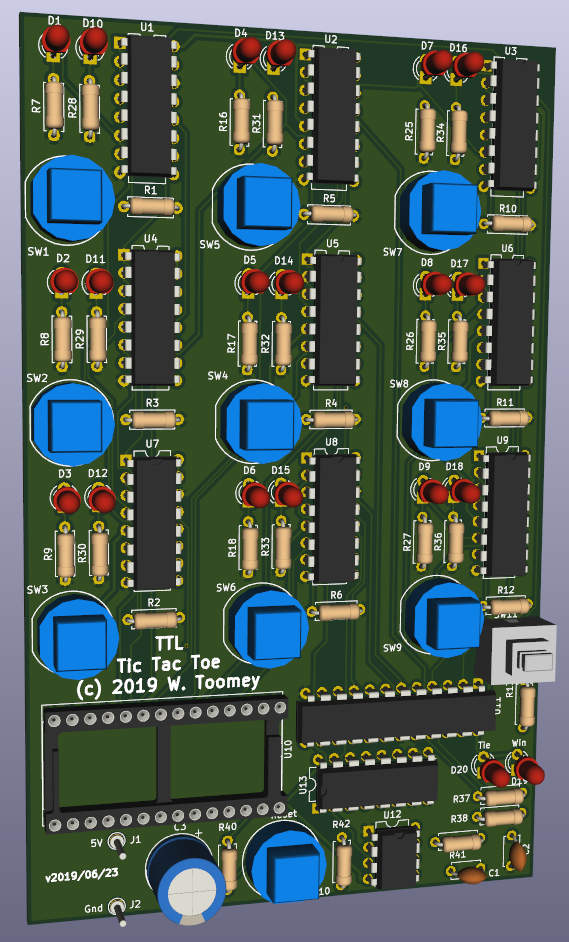 D1 D10 U1 D4 D13 U2 D7 D16 U3
R7 R28 R16 R31 R25 R34
R1 R5 R10
SW1 SW5 SW7
U4 U5 U6
D2 D11 D5 D14 D8 D17
R8 R29 R17 R32 R26 R35
SW2 SW4 SW8
R3 R4 R11
U7 U8 U9
D3 D12 D6 D15 D9 D18
R9 R30 R18 R33 R27 R36
SW3 SW6 SW9
R2 R6 R12
TTL
Tic Tac Toe
(c) 2019 W. Toomey
U10 U11
Tie Win
D20
U13 R37
R38
5V J1 C3 + R40 Reset R42 U12
R41
C1
v2019/06/23
Gnd J2